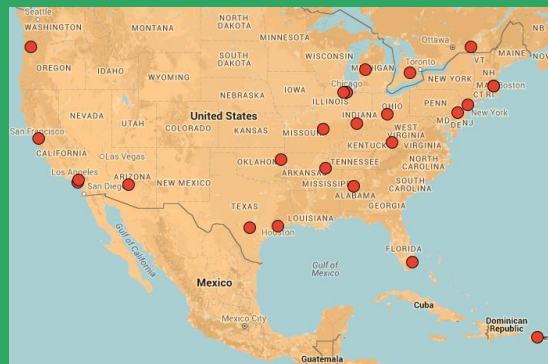 Seattle
WASHINGTON
MONTANA
NORTH
DAKOTA
MINNESOTA
Ottawa
MAINE
NB
NOV
OREGON
IDAHO
WYOMING
SOUTH
DAKOTA
WISCONSIN
MICHIGAN
Toronto
VT
NH
NEW YORK
MA
Boston
CT RI
NEBRASKA
IOWA
Chicago
ILLINOIS
INDIANA
OHIO
PENN
New York
MD
DE
NJ
NEVADA
UTAH
COLORADO
United States
KANSAS
MISSOURI
KENTUCKY
WEST
VIRGINIA
VIRGINIA
San Francisco
CALIFORNIA
Las Vegas
Los Angeles
San Diego
ARIZONA
NEW MEXICO
OKLAHOMA
ARKANSAS
TENNESSEE
NORTH
CAROLINA
MISSISSIPPI
ALABAMA
SOUTH
CAROLINA
GEORGIA
TEXAS
LOUISIANA
Houston
FLORIDA
Gulf of
California
Gulf of
Mexico
Mexico
Mexico City
Cuba
Dominican
Republic
Guatemala